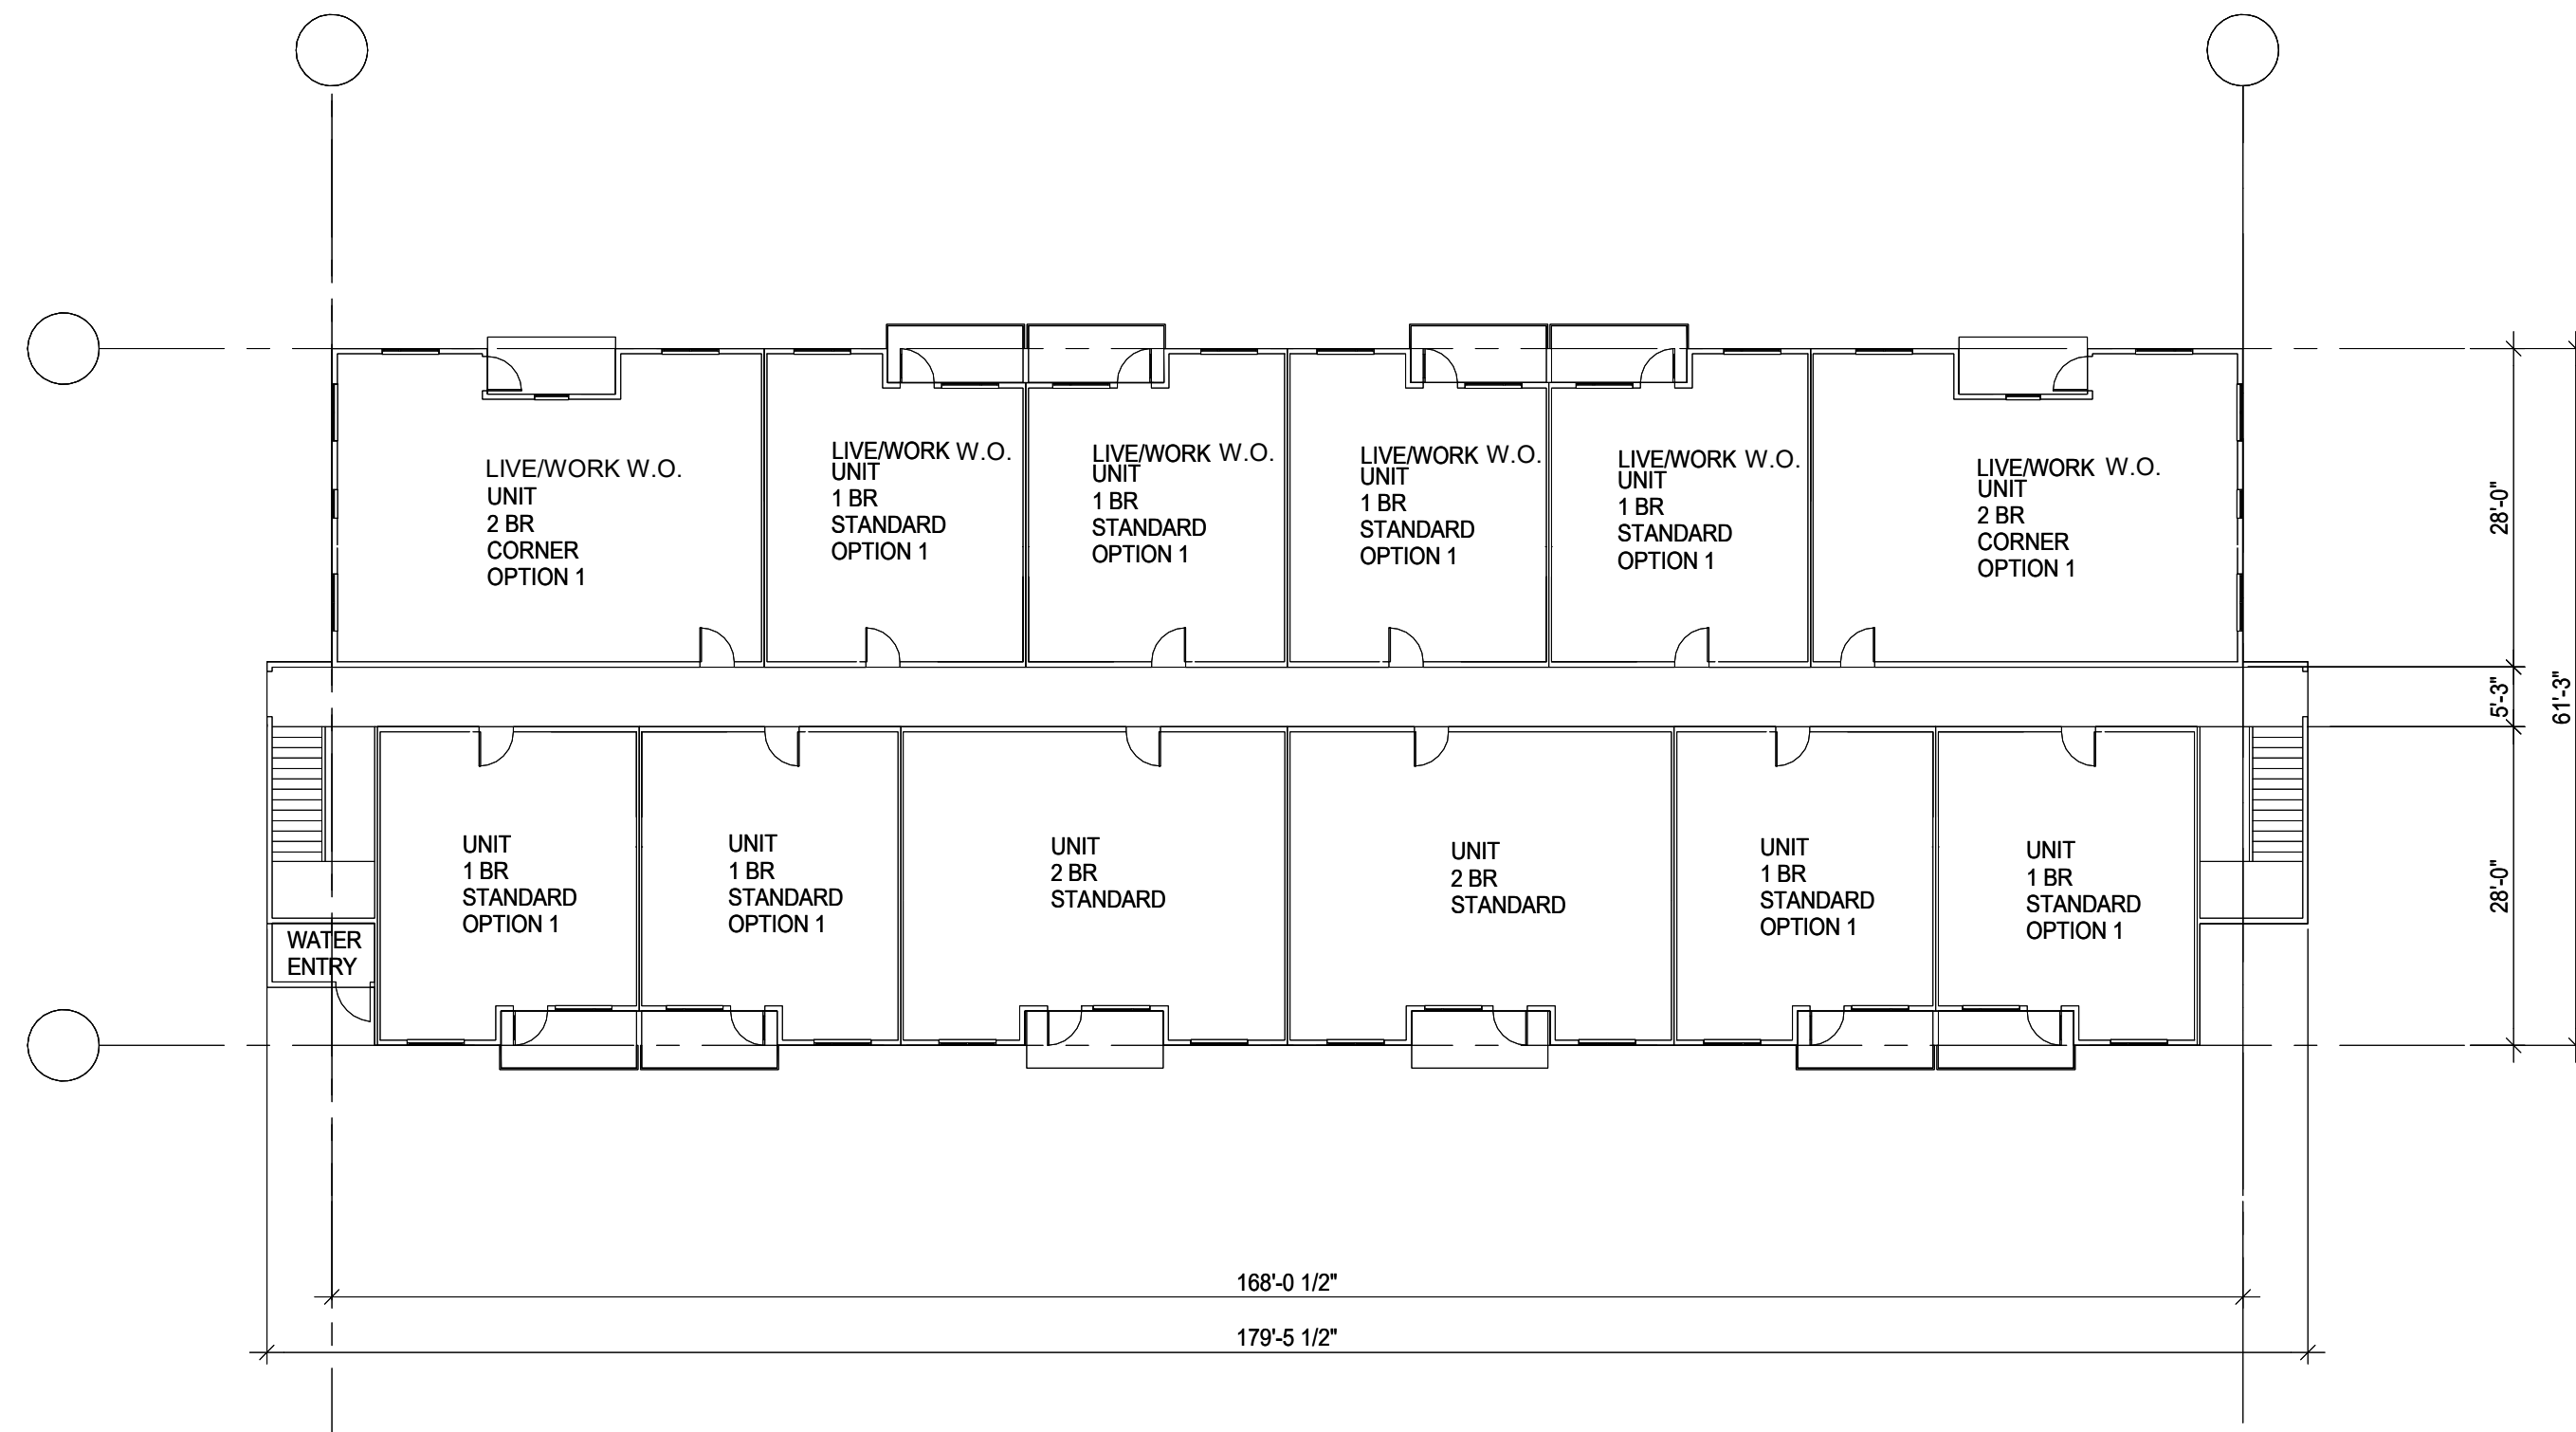 LIVE/WORK W.O.
UNIT
2 BR
CORNER
OPTION 1
LIVE/WORK W.O.
UNIT
1 BR
STANDARD
OPTION 1
LIVE/WORK W.O.
UNIT
1 BR
STANDARD
OPTION 1
LIVE/WORK W.O.
UNIT
1 BR
STANDARD
OPTION 1
LIVE/WORK W.O.
UNIT
1 BR
STANDARD
OPTION 1
LIVE/WORK W.O.
UNIT
2 BR
CORNER
OPTION 1
28'-0"
5'-3"
61'-3"
28'-0"
UNIT
1 BR
STANDARD
OPTION 1
UNIT
1 BR
STANDARD
OPTION 1
UNIT
2 BR
STANDARD
UNIT
2 BR
STANDARD
UNIT
1 BR
STANDARD
OPTION 1
UNIT
1 BR
STANDARD
OPTION 1
WATER
ENTRY
168'-0 1/2"
179'-5 1/2"